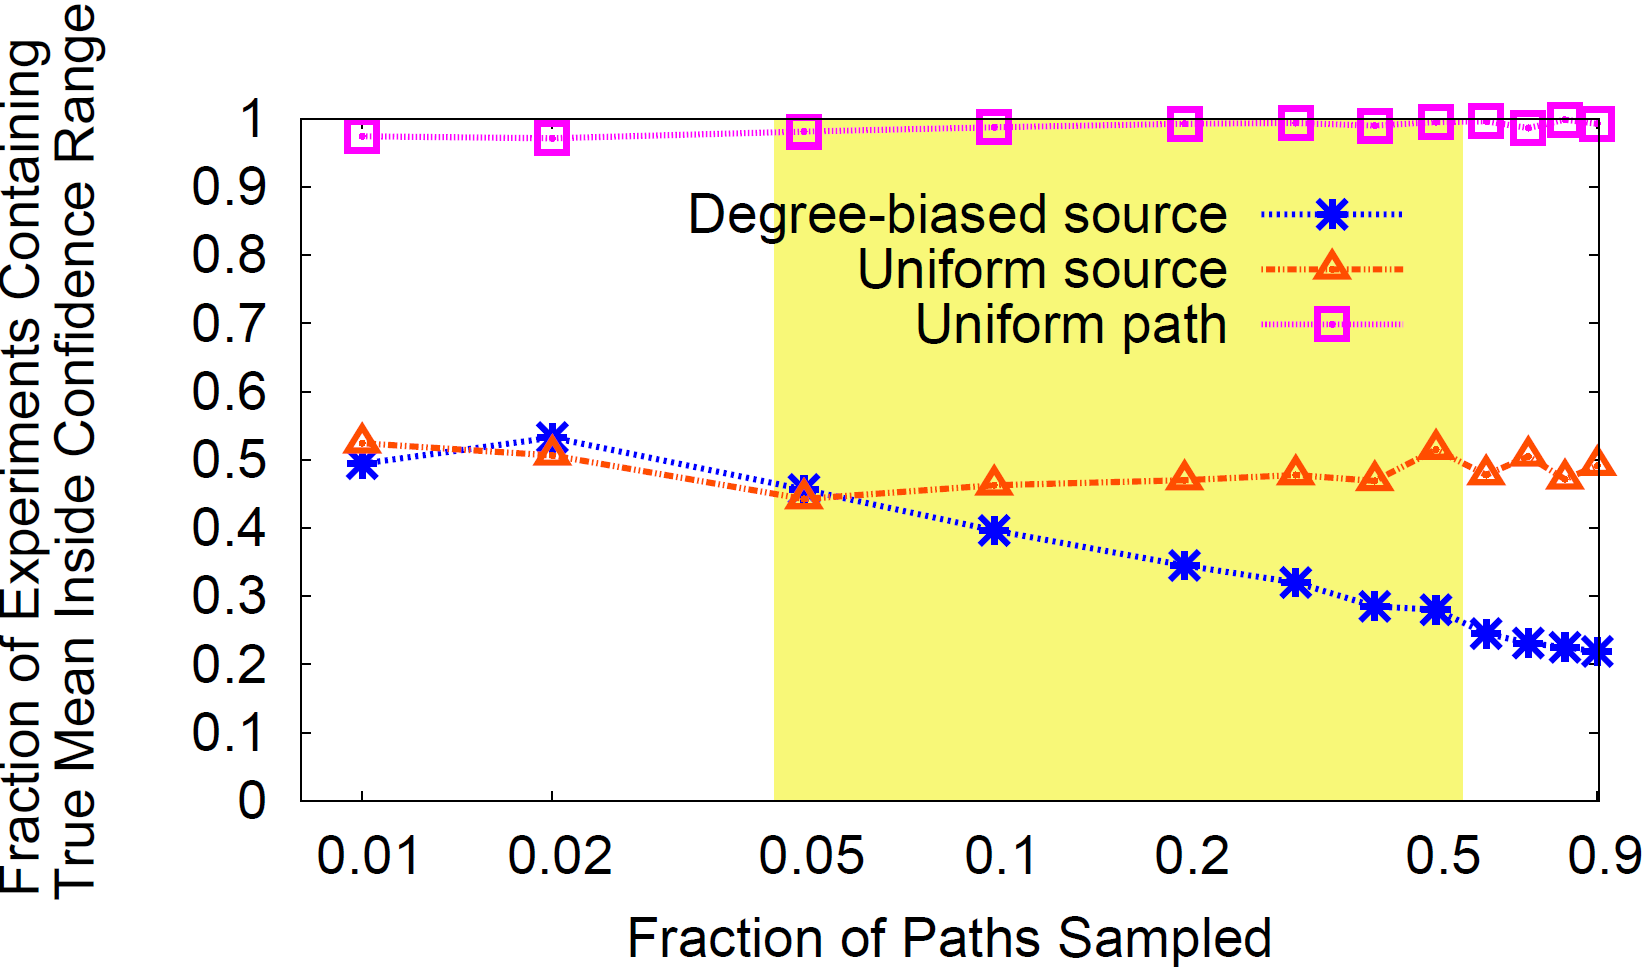 Fraction of Experiments Containing
True Mean Inside Confidence Range
1
0.9
0.8
0.7
0.6
0.5
0.4
0.3
0.2
0.1
0
Degree-biased source
Uniform source
Uniform path
0.01 0.02 0.05 0.1 0.2 0.5 0.9
Fraction of Paths Sampled